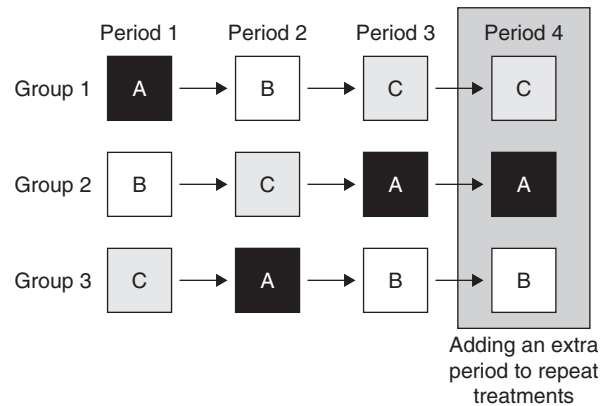 Period 1 Period 2 Period 3 Period 4
Group 1 A B C C
Group 2 B C A A
Group 3 C A B B
Adding an extra
period to repeat
treatments